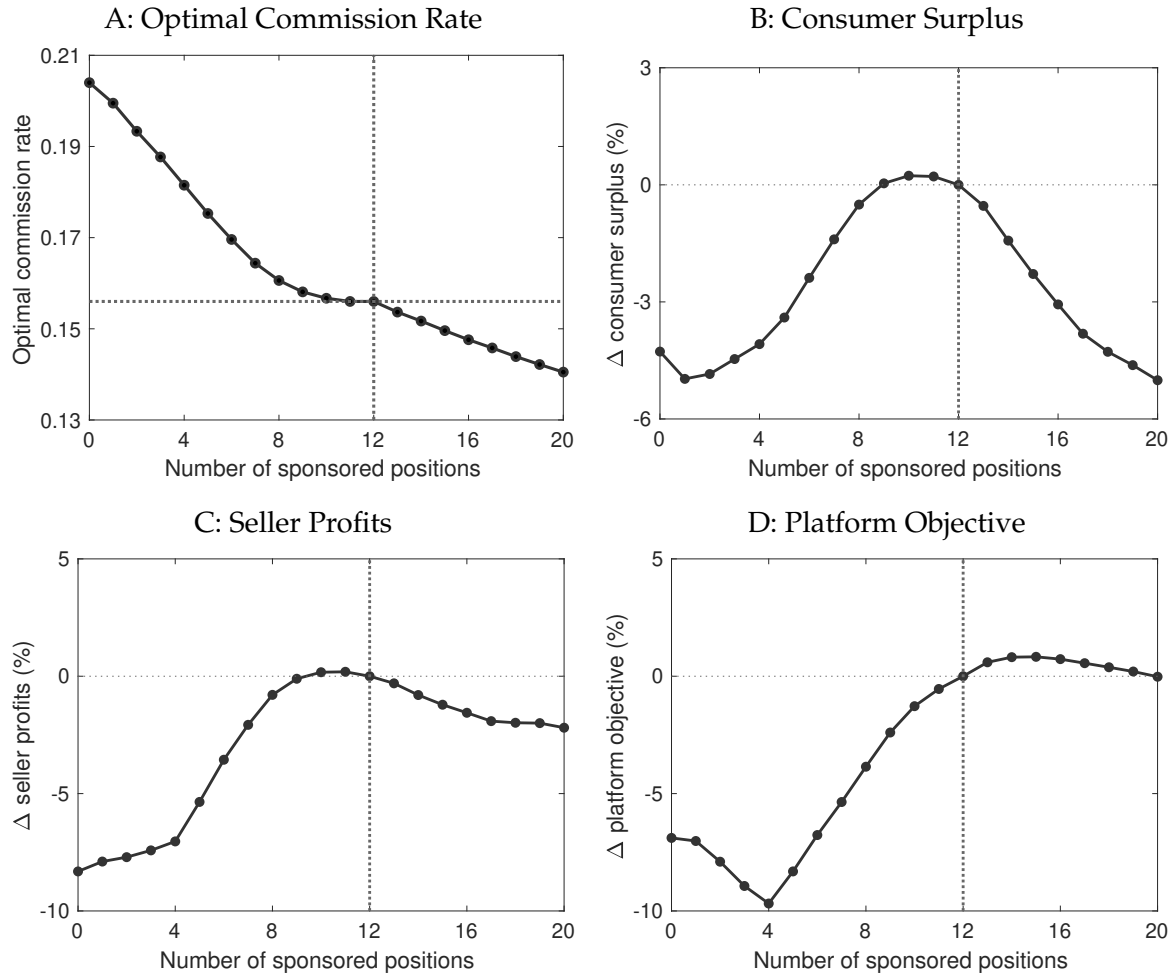 A: Optimal Commission Rate
0.21
0.19
0.17
0.15
0.13
Optimal commission rate
0 4 8 12 16 20
Number of sponsored positions
B: Consumer Surplus
3
0
-3
-6
Δ consumer surplus (%)
0 4 8 12 16 20
Number of sponsored positions
C: Seller Profits
5
0
-5
-10
Δ seller profits (%)
0 4 8 12 16 20
Number of sponsored positions
D: Platform Objective
5
0
-5
-10
Δ platform objective (%)
0 4 8 12 16 20
Number of sponsored positions